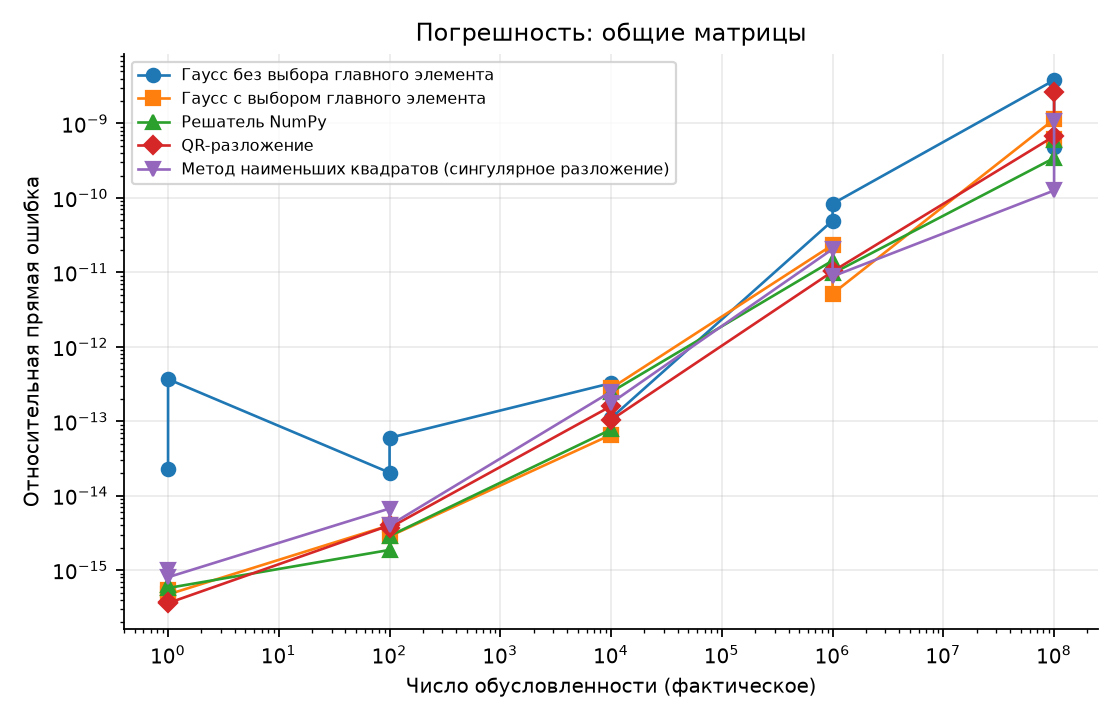 Погрешность: общие матрицы
Гаусс без выбора главного элемента
Гаусс с выбором главного элемента
Решатель NumPy
QR-разложение
Метод наименьших квадратов (сингулярное разложение)
Относительная прямая ошибка
10⁻⁹
10⁻¹⁰
10⁻¹¹
10⁻¹²
10⁻¹³
10⁻¹⁴
10⁻¹⁵
10⁰ 10¹ 10² 10³ 10⁴ 10⁵ 10⁶ 10⁷ 10⁸
Число обусловленности (фактическое)